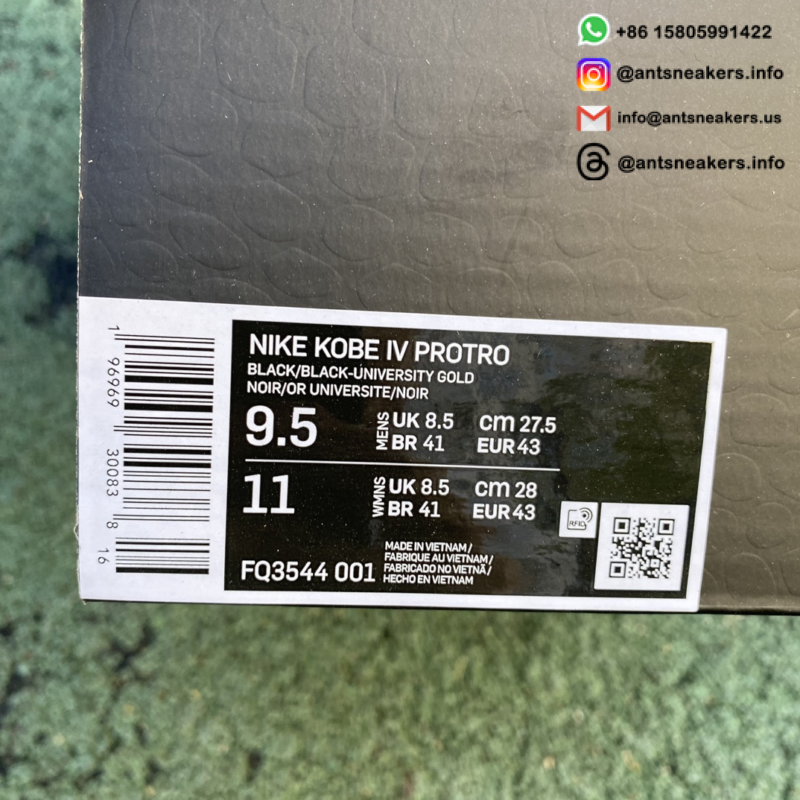 +86 15805991422
@antsneakers.info
info@antsneakers.us
@antsneakers.info
NIKE KOBE IV PROTRO
BLACK/BLACK-UNIVERSITY GOLD
NOIR/OR UNIVERSITE/NOIR
9.5 MENS UK 8.5 cm 27.5
BR 41 EUR 43
11 WMNS UK 8.5 cm 28
BR 41 EUR 43
RFID
FQ3544 001
MADE IN VIETNAM/
FABRIQUE AU VIETNAM/
FABRICADO NO VIETNÃ/
HECHO EN VIETNAM
1 96969 30083 8 16